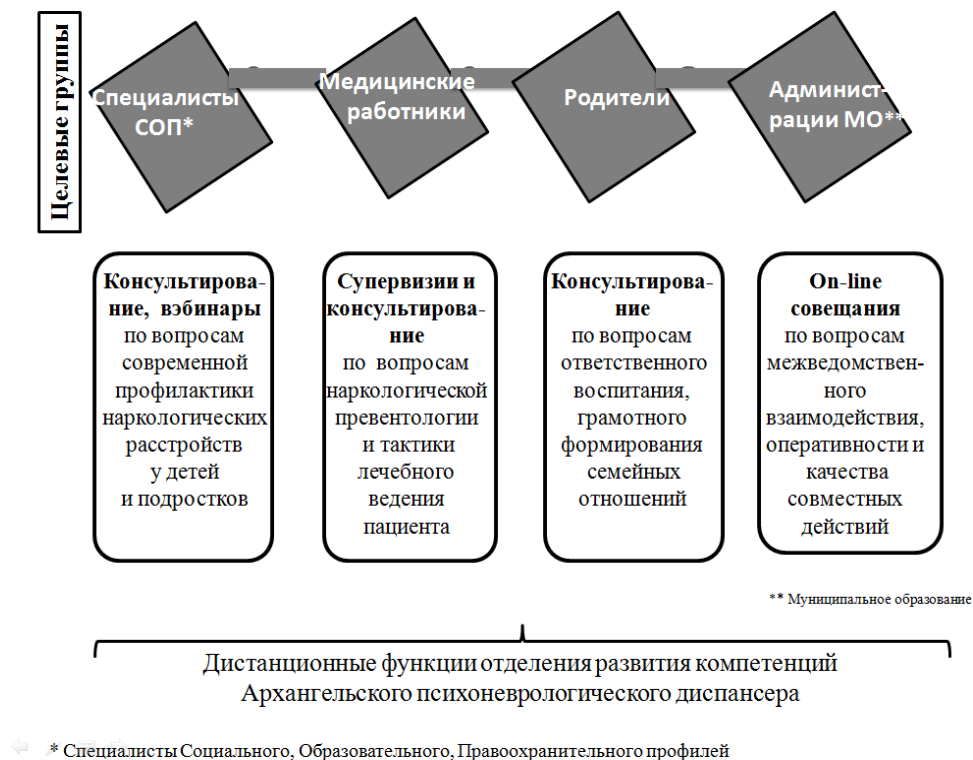 Целевые группы
Специалисты
СОП*
Медицинские
работники
Родители
Админист-
рации МО**
Консультирова-
ние, вэбинары
по вопросам
современной
профилактики
наркологических
расстройств
у детей
и подростков
Супервизии и
консультирова-
ние
по вопросам
наркологической
превентологии
и тактики
лечебного
ведения
пациента
Консультирова-
ние
по вопросам
ответственного
воспитания,
грамотного
формирования
семейных
отношений
On-line
совещания
по вопросам
межведомствен-
ного
взаимодействия,
оперативности и
качества
совместных
действий
** Муниципальное образование
Дистанционные функции отделения развития компетенций
Архангельского психоневрологического диспансера
* Специалисты Социального, Образовательного, Правоохранительного профилей